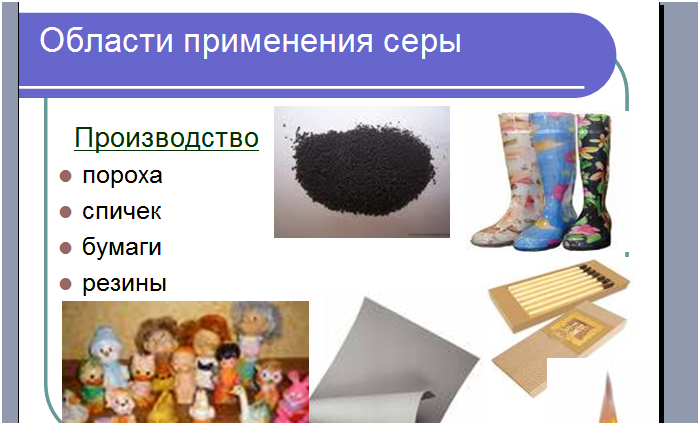 Области применения серы
Производство
пороха
спичек
бумаги
резины